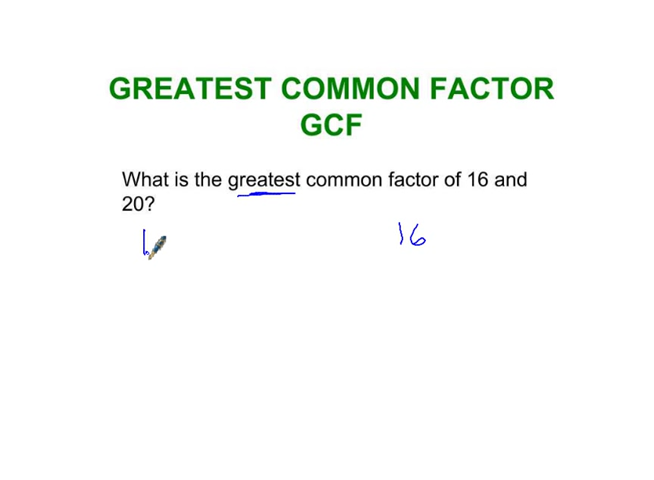 GREATEST COMMON FACTOR
GCF
What is the greatest common factor of 16 and
20?
16